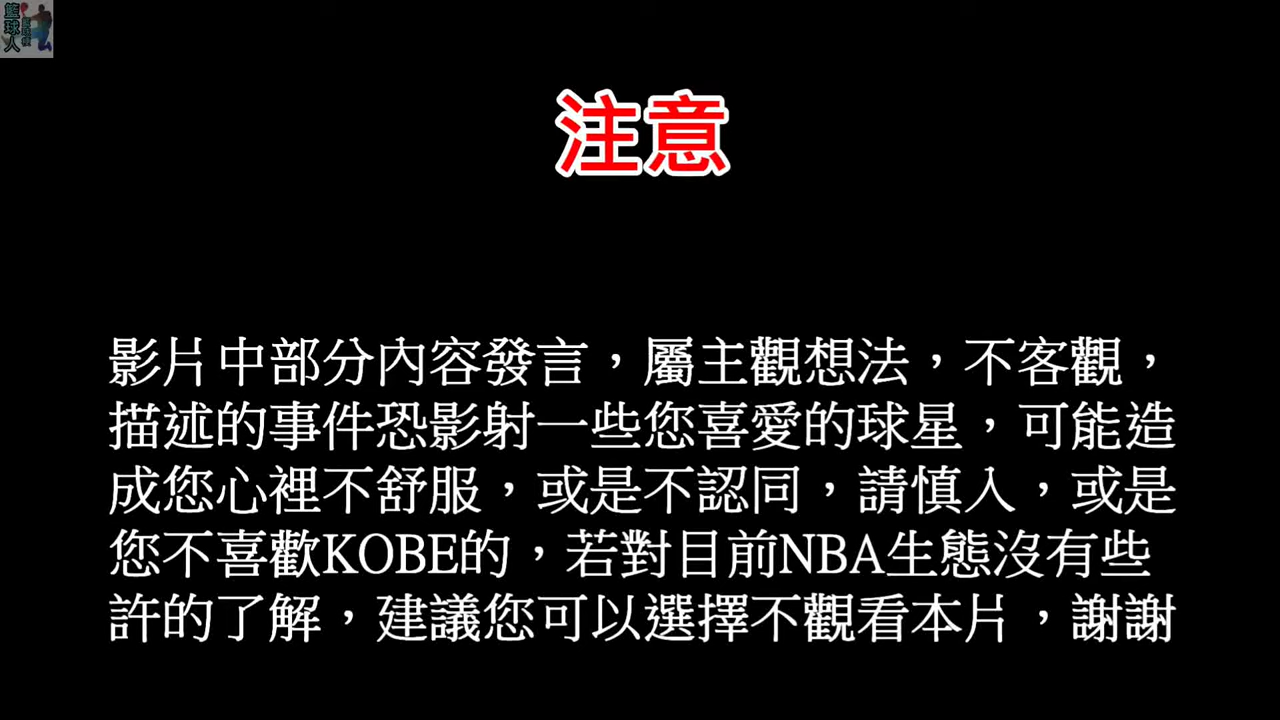 籃球人
注意
影片中部分內容發言，屬主觀想法，不客觀，
描述的事件恐影射一些您喜愛的球星，可能造
成您心裡不舒服，或是不認同，請慎入，或是
您不喜歡KOBE的，若對目前NBA生態沒有些
許的了解，建議您可以選擇不觀看本片，謝謝